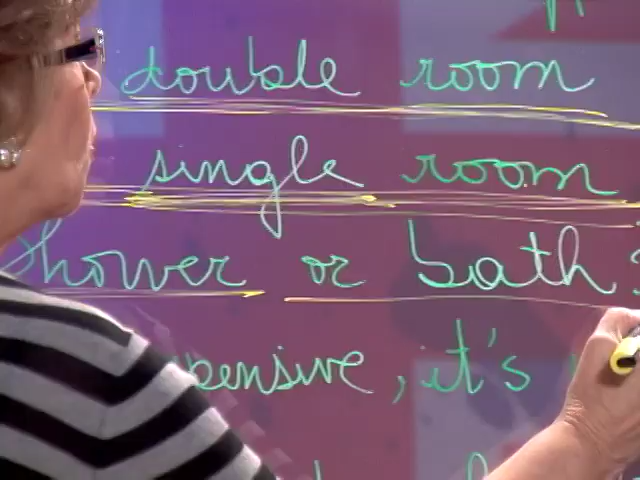 double room
single room
shower or bath?
pensive, it's